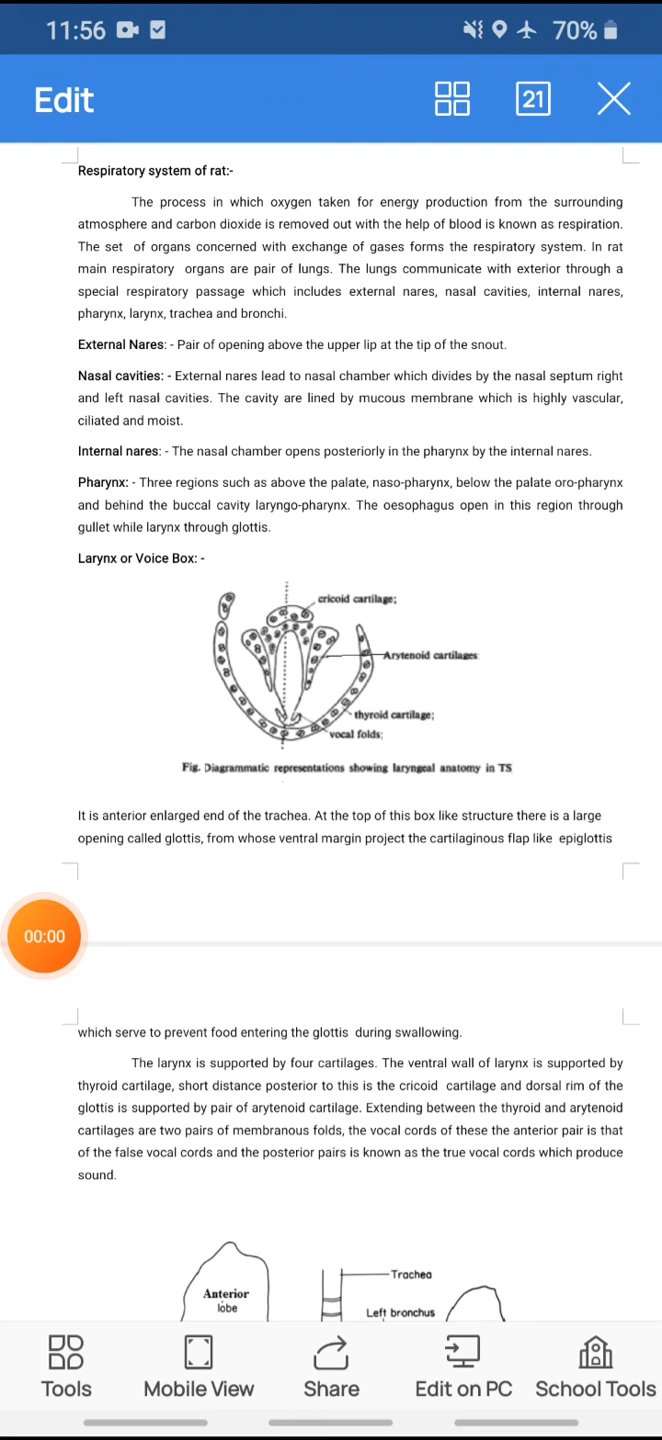 11:56
70%
Edit
21
Respiratory system of rat:-
The process in which oxygen taken for energy production from the surrounding
atmosphere and carbon dioxide is removed out with the help of blood is known as respiration.
The set of organs concerned with exchange of gases forms the respiratory system. In rat
main respiratory organs are pair of lungs. The lungs communicate with exterior through a
special respiratory passage which includes external nares, nasal cavities, internal nares,
pharynx, larynx, trachea and bronchi.
External Nares: - Pair of opening above the upper lip at the tip of the snout.
Nasal cavities: - External nares lead to nasal chamber which divides by the nasal septum right
and left nasal cavities. The cavity are lined by mucous membrane which is highly vascular,
ciliated and moist.
Internal nares: - The nasal chamber opens posteriorly in the pharynx by the internal nares.
Pharynx: - Three regions such as above the palate, naso-pharynx, below the palate oro-pharynx
and behind the buccal cavity laryngo-pharynx. The oesophagus open in this region through
gullet while larynx through glottis.
Larynx or Voice Box: -
cricoid cartilage;
Arytenoid cartilages
thyroid cartilage;
vocal folds;
Fig. Diagrammatic representations showing laryngeal anatomy in TS
It is anterior enlarged end of the trachea. At the top of this box like structure there is a large
opening called glottis, from whose ventral margin project the cartilaginous flap like epiglottis
00:00
which serve to prevent food entering the glottis during swallowing.
The larynx is supported by four cartilages. The ventral wall of larynx is supported by
thyroid cartilage, short distance posterior to this is the cricoid cartilage and dorsal rim of the
glottis is supported by pair of arytenoid cartilage. Extending between the thyroid and arytenoid
cartilages are two pairs of membranous folds, the vocal cords of these the anterior pair is that
of the false vocal cords and the posterior pairs is known as the true vocal cords which produce
sound.
Trachea
Anterior
lobe
Left bronchus
Tools
Mobile View
Share
Edit on PC
School Tools